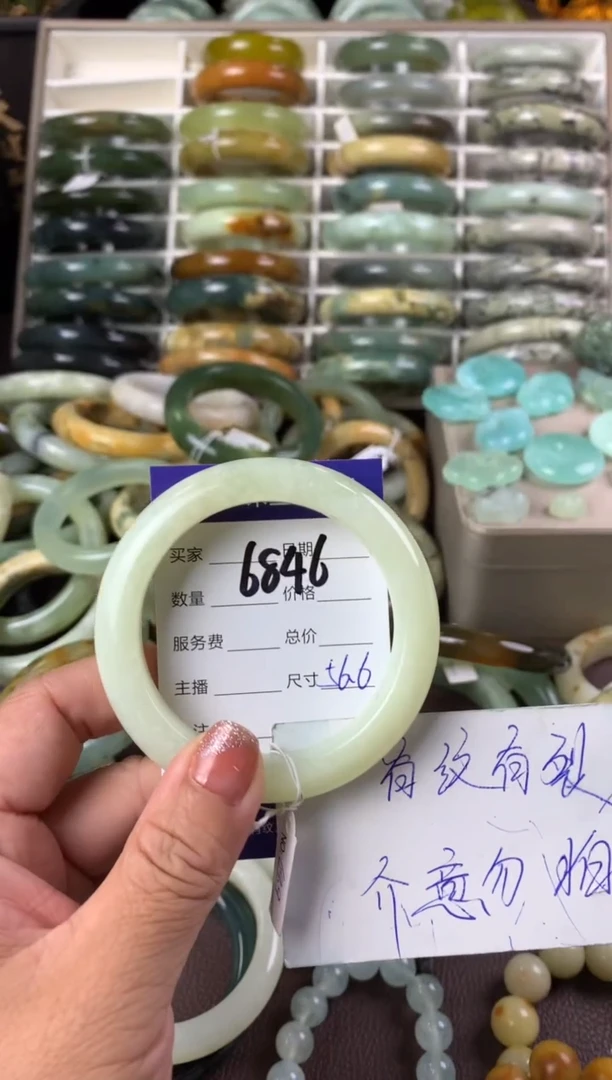 买家 日期
6846
数量 价格
服务费 总价
主播 尺寸 56.6
有纹有裂
介意勿拍